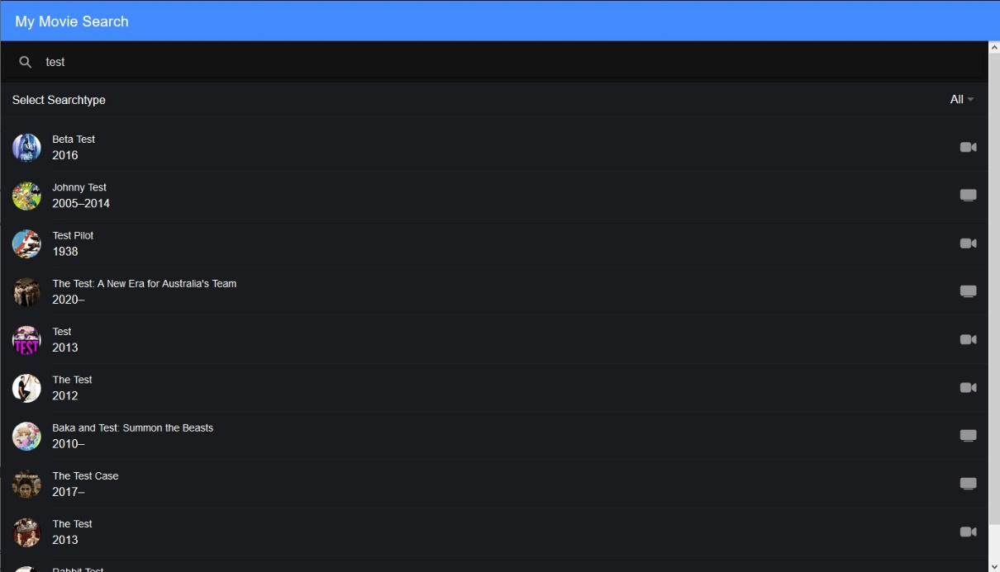 My Movie Search
test
Select Searchtype
All
Beta Test
2016
Johnny Test
2005–2014
Test Pilot
1938
The Test: A New Era for Australia's Team
2020–
Test
2013
TEST
The Test
2012
Baka and Test: Summon the Beasts
2010–
The Test Case
2017–
The Test
2013
Rabbit Test